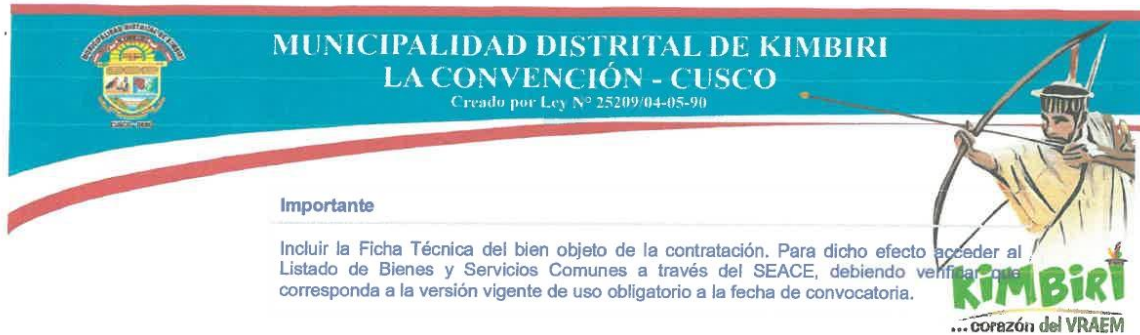 MUNICIPALIDAD DISTRITAL DE KIMBIRI
LA CONVENCIÓN - CUSCO
Creado por Ley Nº 25209/04-05-90
Importante
Incluir la Ficha Técnica del bien objeto de la contratación. Para dicho efecto acceder al
Listado de Bienes y Servicios Comunes a través del SEACE, debiendo verificar que
corresponda a la versión vigente de uso obligatorio a la fecha de convocatoria.
KIMBIRI
... corazón del VRAEM